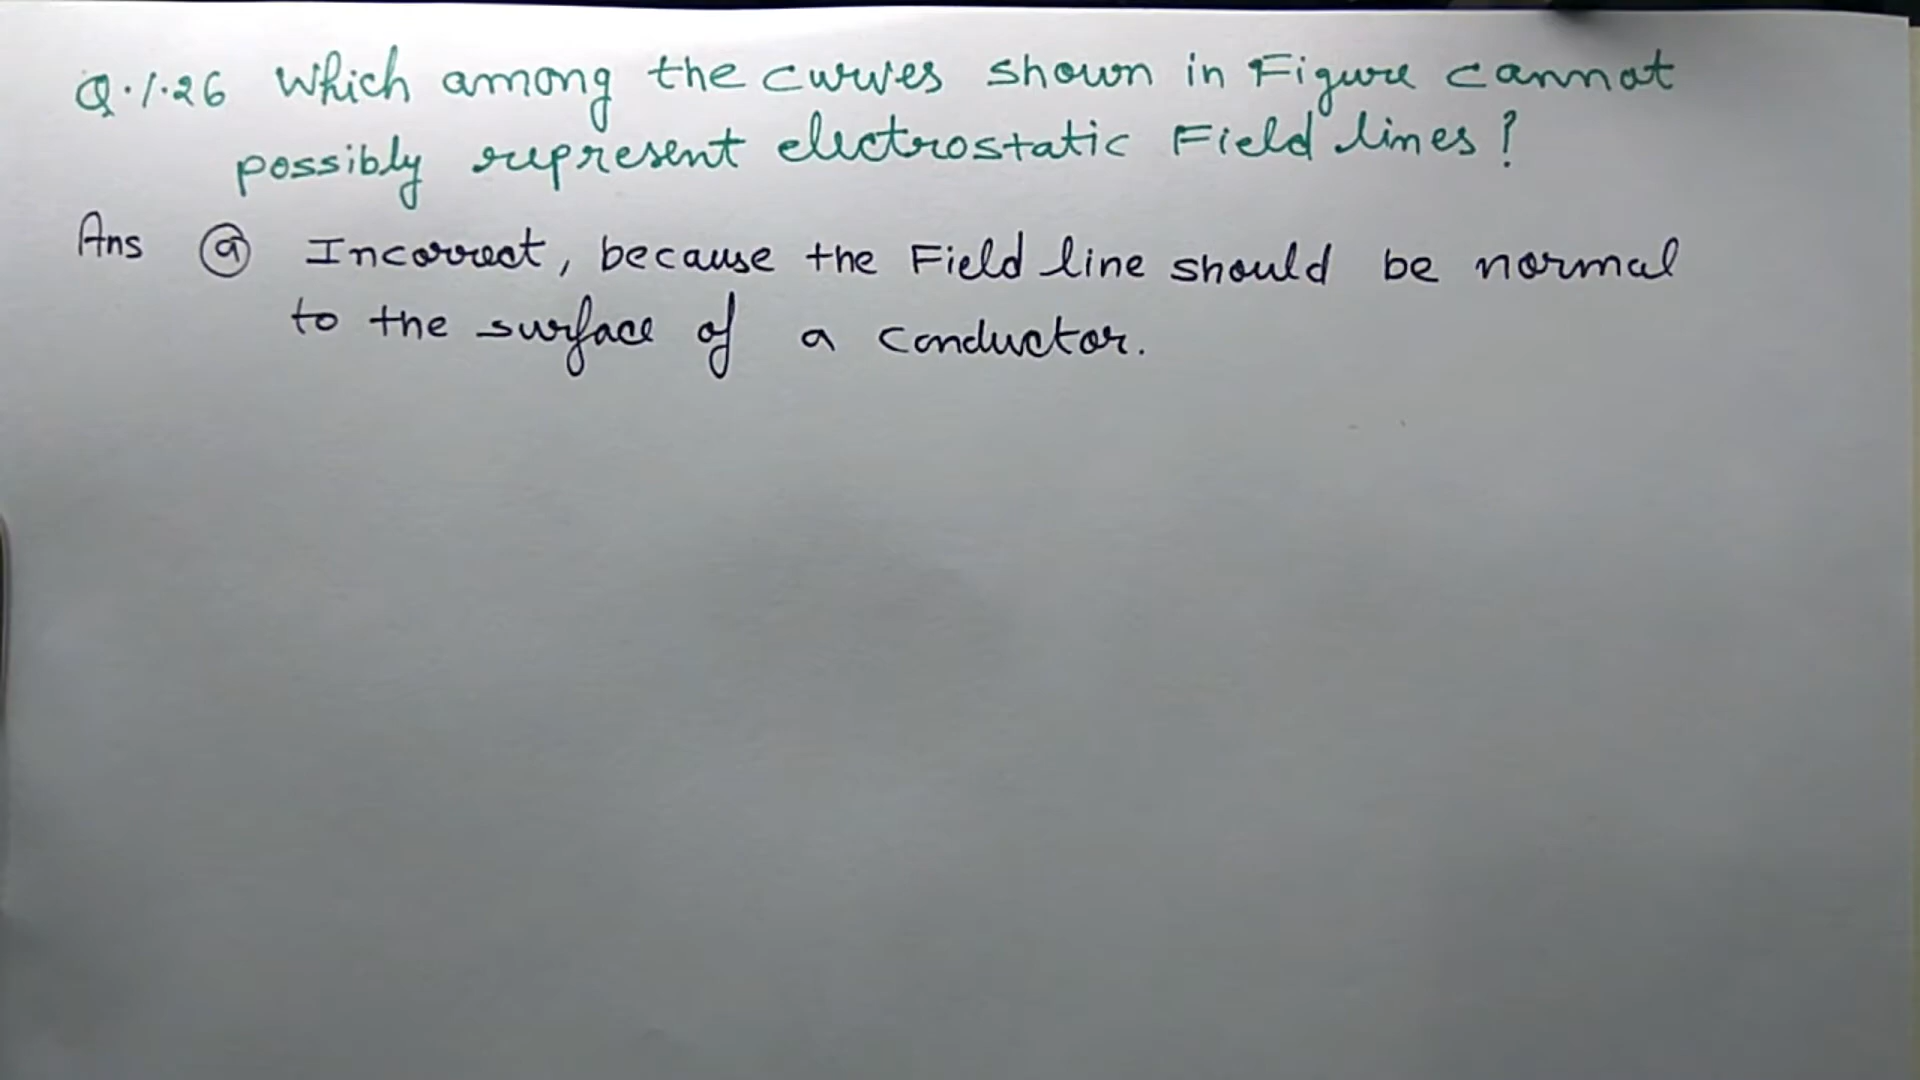 Q.1.26 Which among the curves shown in Figure cannot
possibly represent electrostatic Field lines?
Ans (a) Incorrect, because the Field line should be normal
to the surface of a conductor.